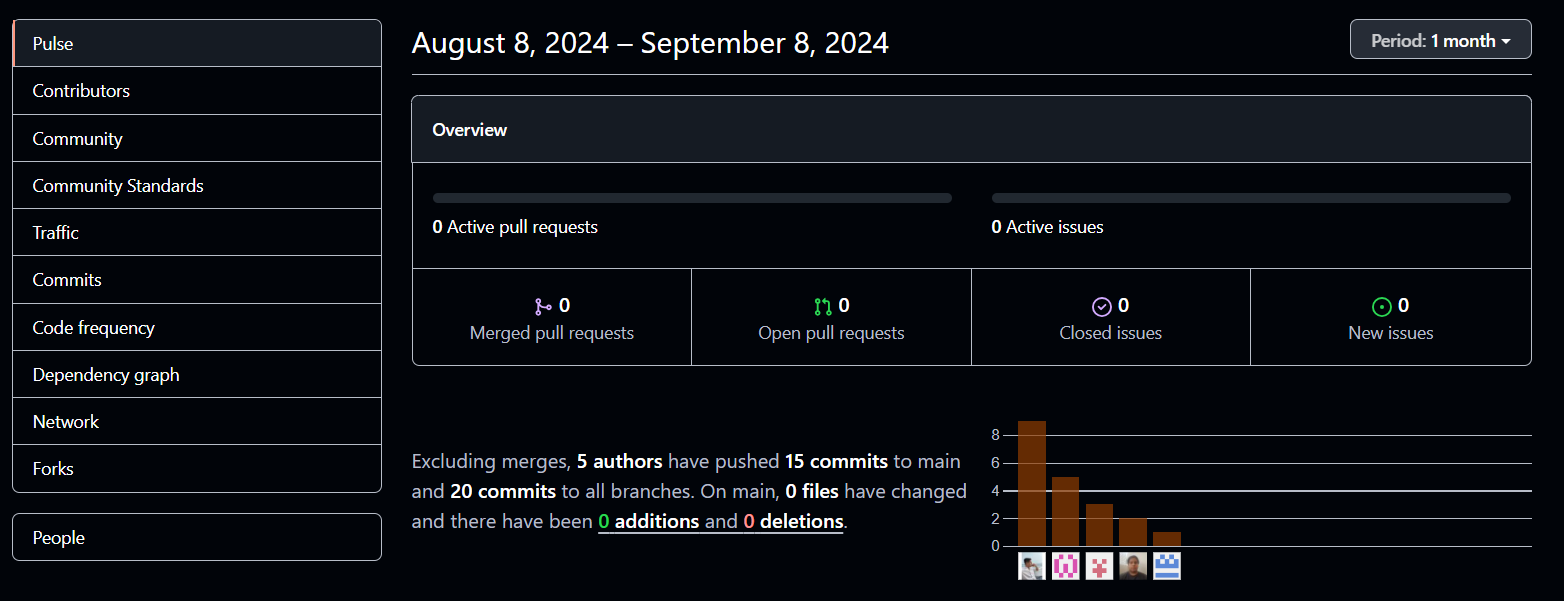 Pulse
Contributors
Community
Community Standards
Traffic
Commits
Code frequency
Dependency graph
Network
Forks
People
August 8, 2024 – September 8, 2024
Period: 1 month
Overview
0 Active pull requests
0 Active issues
0
Merged pull requests
0
Open pull requests
0
Closed issues
0
New issues
Excluding merges, 5 authors have pushed 15 commits to main
and 20 commits to all branches. On main, 0 files have changed
and there have been 0 additions and 0 deletions.
8
6
4
2
0